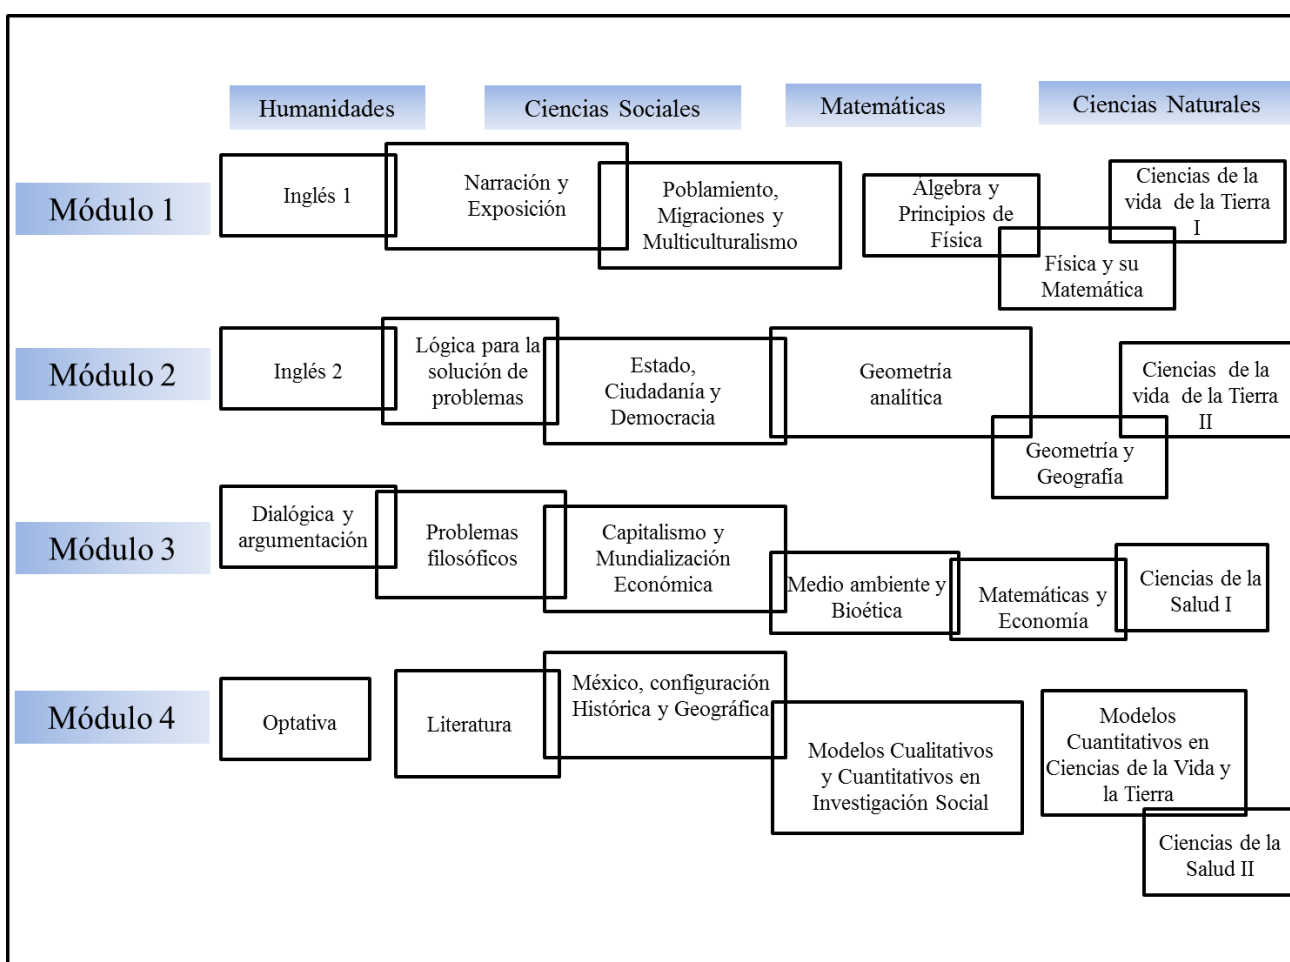 Humanidades
Ciencias Sociales
Matemáticas
Ciencias Naturales
Módulo 1
Inglés 1
Narración y
Exposición
Poblamiento,
Migraciones y
Multiculturalismo
Álgebra y
Principios de
Física
Física y su
Matemática
Ciencias de la
vida de la Tierra
I
Módulo 2
Inglés 2
Lógica para la
solución de
problemas
Estado,
Ciudadanía y
Democracia
Geometría
analítica
Geometría y
Geografía
Ciencias de la
vida de la Tierra
II
Módulo 3
Dialógica y
argumentación
Problemas
filosóficos
Capitalismo y
Mundialización
Económica
Medio ambiente y
Bioética
Matemáticas y
Economía
Ciencias de la
Salud I
Módulo 4
Optativa
Literatura
México, configuración
Histórica y Geográfica
Modelos Cualitativos
y Cuantitativos en
Investigación Social
Modelos
Cuantitativos en
Ciencias de la Vida y
la Tierra
Ciencias de la
Salud II